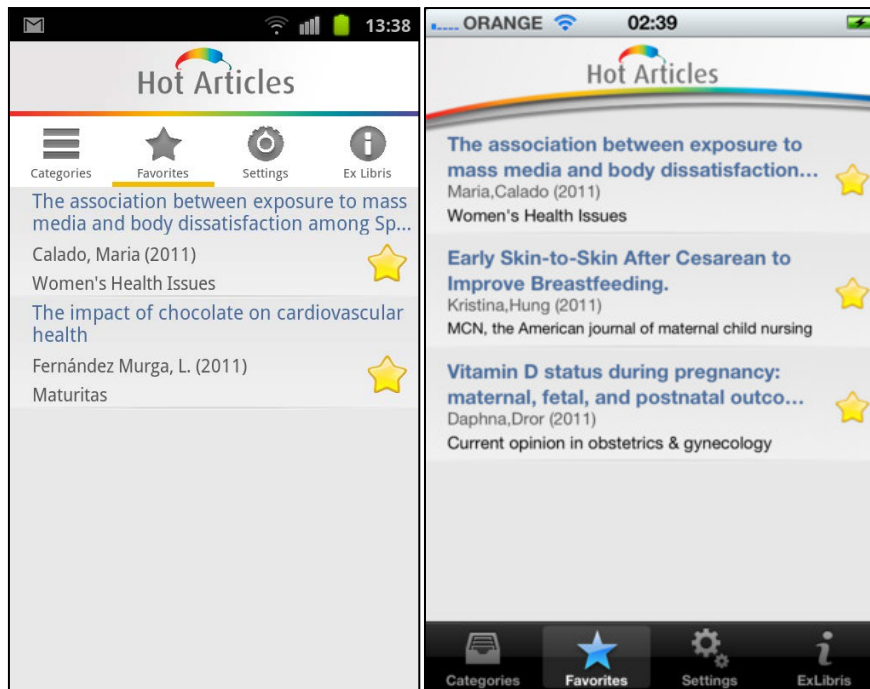 13:38
Hot Articles
Categories
Favorites
Settings
Ex Libris
The association between exposure to mass
media and body dissatisfaction among Sp...
Calado, Maria (2011)
Women's Health Issues
The impact of chocolate on cardiovascular
health
Fernández Murga, L. (2011)
Maturitas
ORANGE
02:39
Hot Articles
The association between exposure to
mass media and body dissatisfaction...
Maria,Calado (2011)
Women's Health Issues
Early Skin-to-Skin After Cesarean to
Improve Breastfeeding.
Kristina,Hung (2011)
MCN, the American journal of maternal child nursing
Vitamin D status during pregnancy:
maternal, fetal, and postnatal outco...
Daphna,Dror (2011)
Current opinion in obstetrics & gynecology
Categories
Favorites
Settings
ExLibris